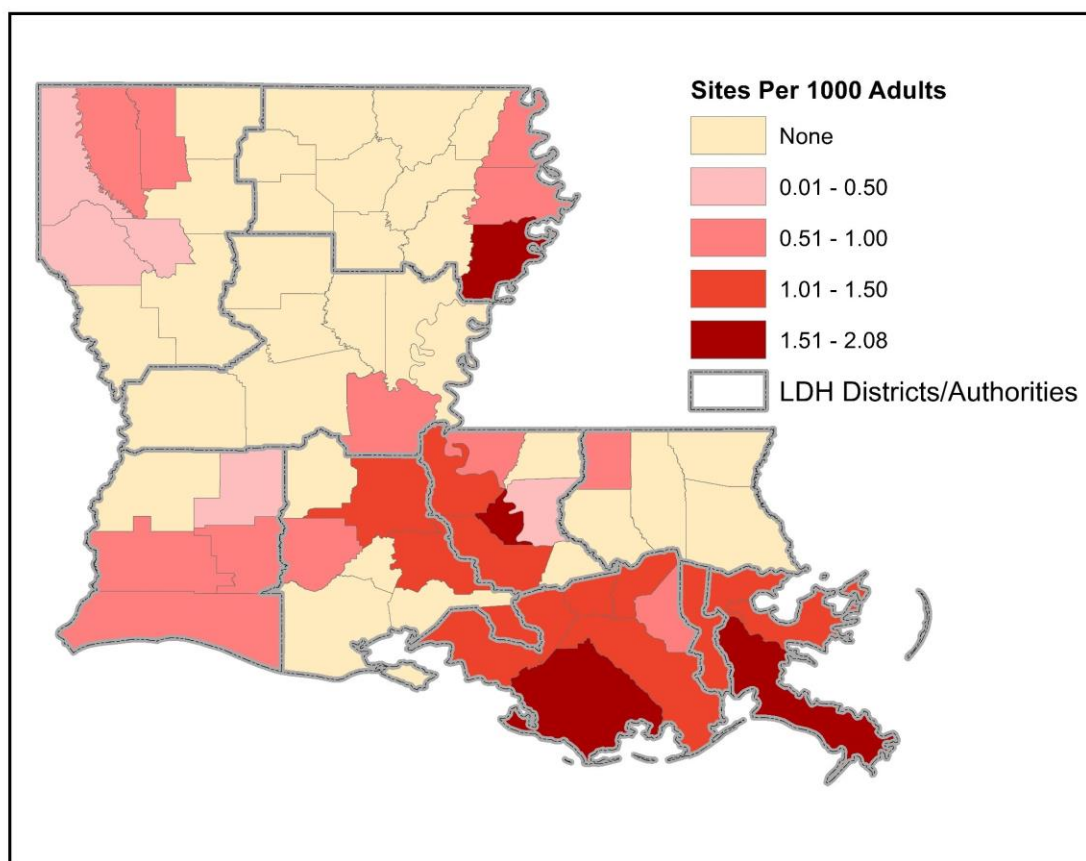 Sites Per 1000 Adults
None
0.01 - 0.50
0.51 - 1.00
1.01 - 1.50
1.51 - 2.08
LDH Districts/Authorities